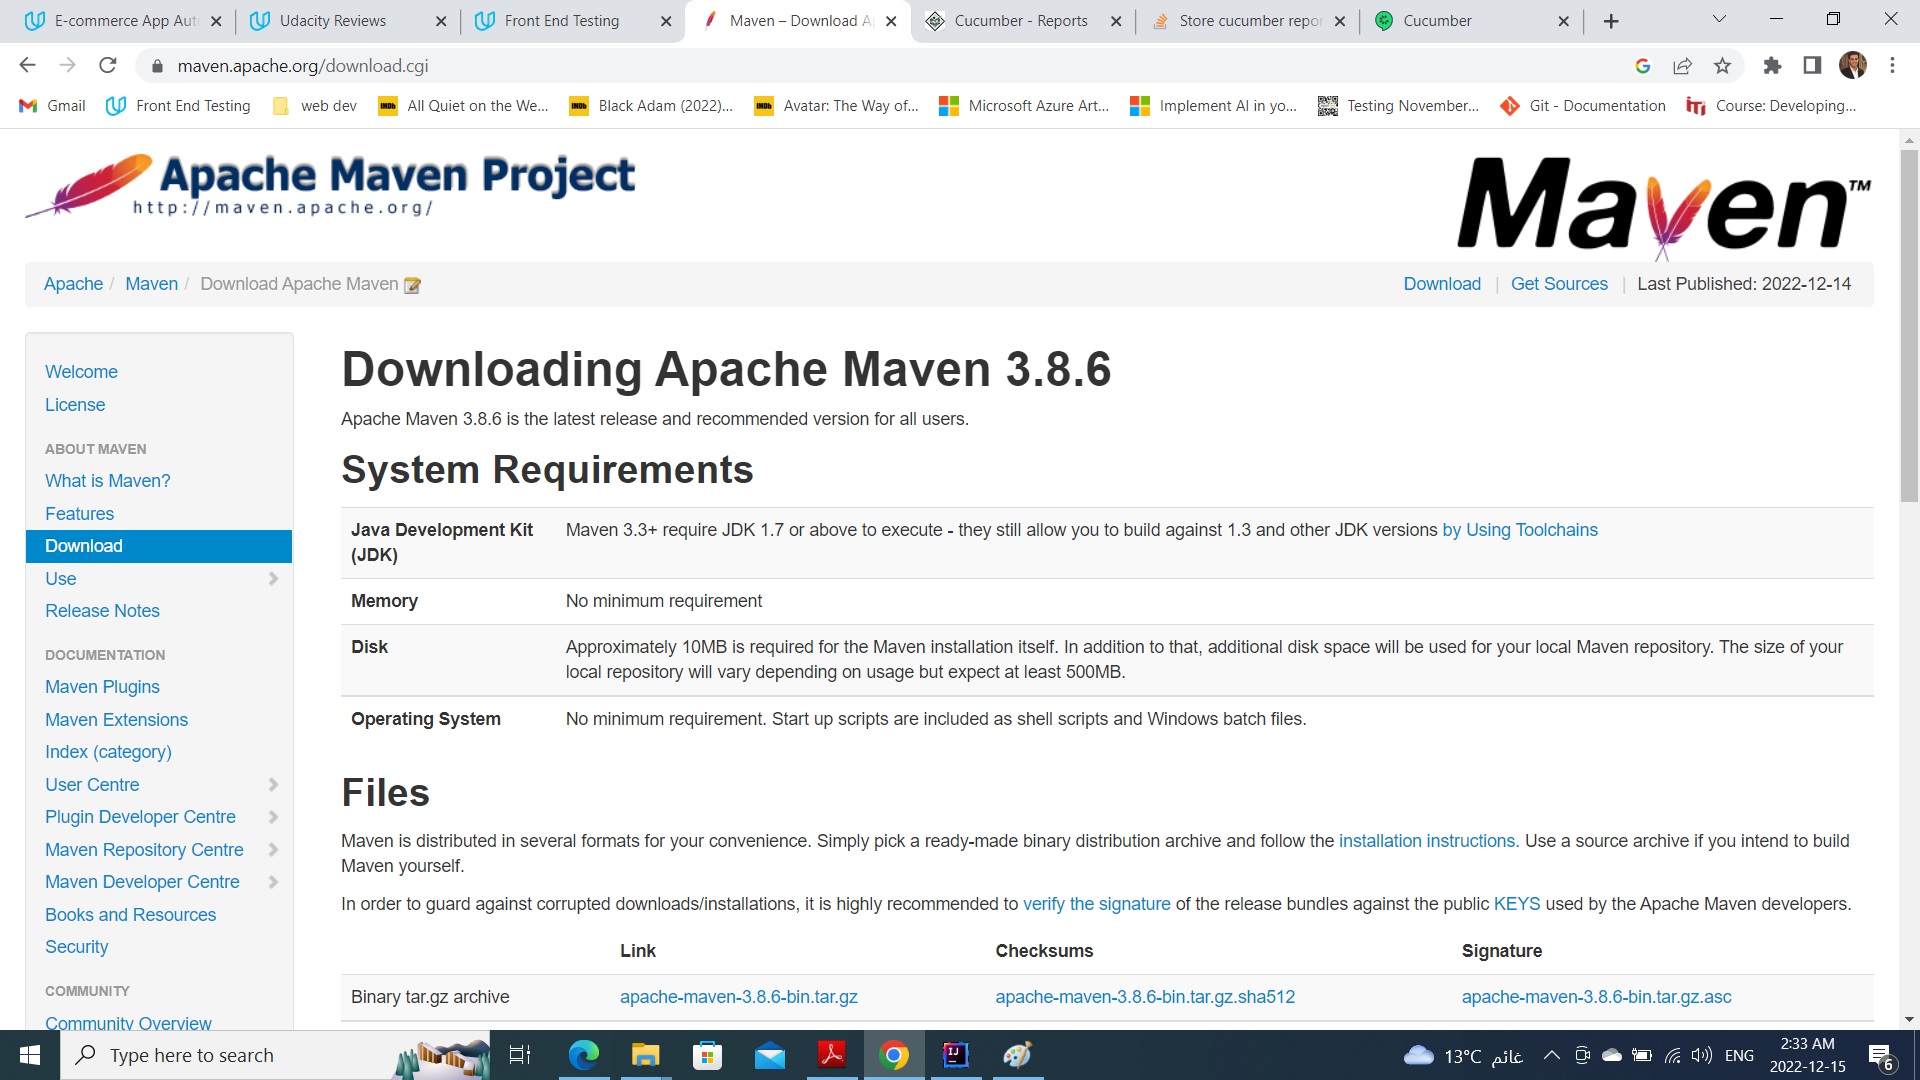 E-commerce App Aut
Udacity Reviews
Front End Testing
Maven – Download A
Cucumber - Reports
Store cucumber repo
Cucumber
maven.apache.org/download.cgi
Gmail
Front End Testing
web dev
All Quiet on the We...
Black Adam (2022)...
Avatar: The Way of...
Microsoft Azure Art...
Implement AI in yo...
Testing November...
Git - Documentation
Course: Developing...
Apache Maven Project
http://maven.apache.org/
Maven™
Apache / Maven / Download Apache Maven
Download | Get Sources | Last Published: 2022-12-14
Welcome
License
ABOUT MAVEN
What is Maven?
Features
Download
Use
Release Notes
DOCUMENTATION
Maven Plugins
Maven Extensions
Index (category)
User Centre
Plugin Developer Centre
Maven Repository Centre
Maven Developer Centre
Books and Resources
Security
COMMUNITY
Community Overview
Downloading Apache Maven 3.8.6
Apache Maven 3.8.6 is the latest release and recommended version for all users.
System Requirements
Java Development Kit (JDK)
Maven 3.3+ require JDK 1.7 or above to execute - they still allow you to build against 1.3 and other JDK versions by Using Toolchains
Memory
No minimum requirement
Disk
Approximately 10MB is required for the Maven installation itself. In addition to that, additional disk space will be used for your local Maven repository. The size of your
local repository will vary depending on usage but expect at least 500MB.
Operating System
No minimum requirement. Start up scripts are included as shell scripts and Windows batch files.
Files
Maven is distributed in several formats for your convenience. Simply pick a ready-made binary distribution archive and follow the installation instructions. Use a source archive if you intend to build
Maven yourself.
In order to guard against corrupted downloads/installations, it is highly recommended to verify the signature of the release bundles against the public KEYS used by the Apache Maven developers.
Link
Checksums
Signature
Binary tar.gz archive
apache-maven-3.8.6-bin.tar.gz
apache-maven-3.8.6-bin.tar.gz.sha512
apache-maven-3.8.6-bin.tar.gz.asc
Type here to search
13°C غائم
ENG
2:33 AM
2022-12-15
6